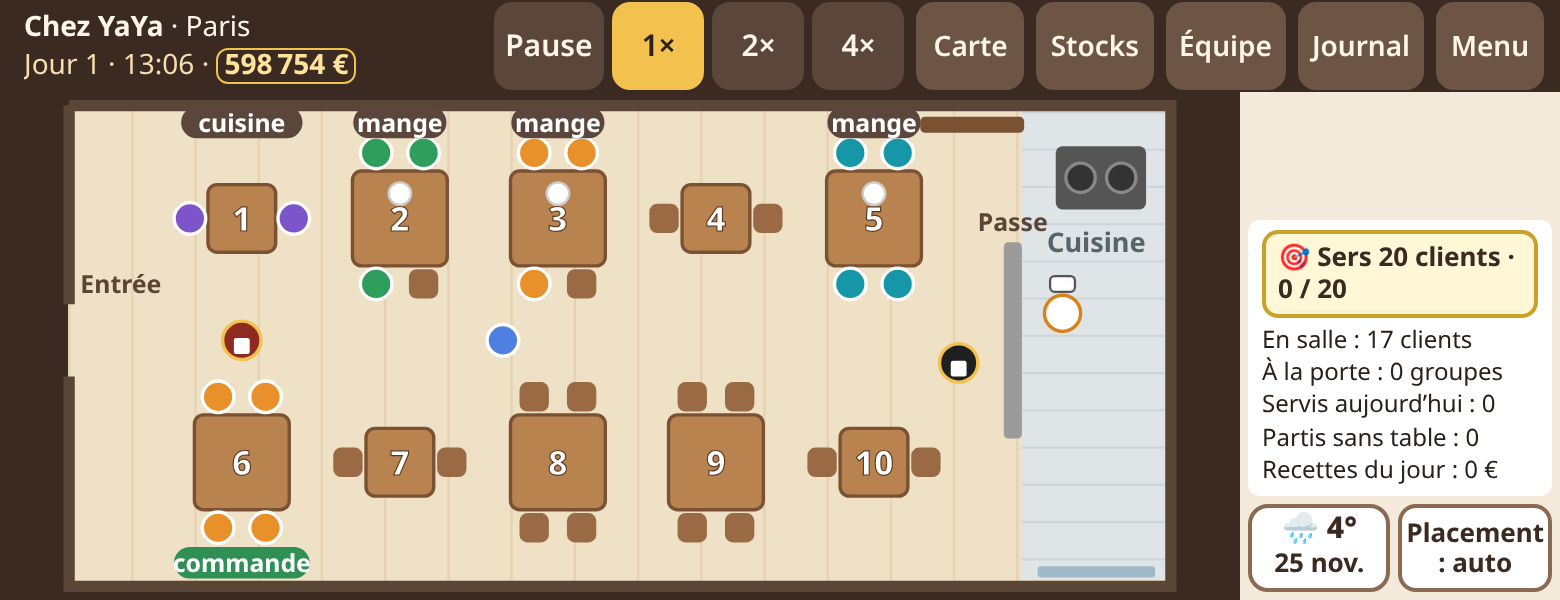 Chez YaYa · Paris
Jour 1 · 13:06 · 598 754 €
Pause
1×
2×
4×
Carte
Stocks
Équipe
Journal
Menu
cuisine
mange
mange
mange
1
2
3
4
5
Passe
Cuisine
Entrée
6
7
8
9
10
commande
🎯 Sers 20 clients ·
0 / 20
En salle : 17 clients
À la porte : 0 groupes
Servis aujourd’hui : 0
Partis sans table : 0
Recettes du jour : 0 €
🌧️ 4°
25 nov.
Placement
: auto